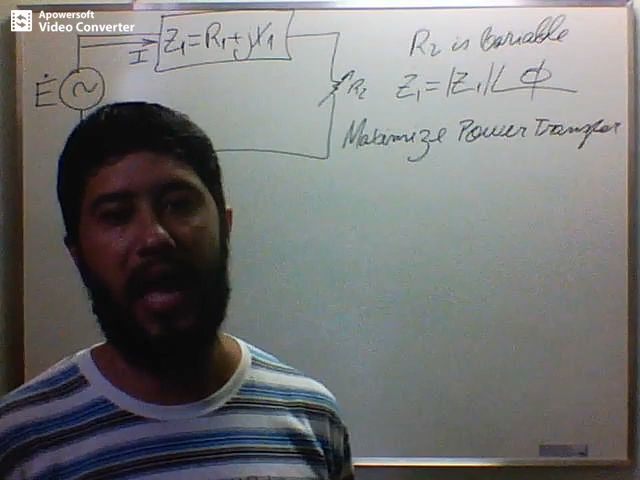 Apowersoft
Video Converter
Z₁=R₁+jX₁
R₂ is Variable
İ
Ė
R₂
Z₁=|Z₁|∠ϕ
Maximize Power Transfer